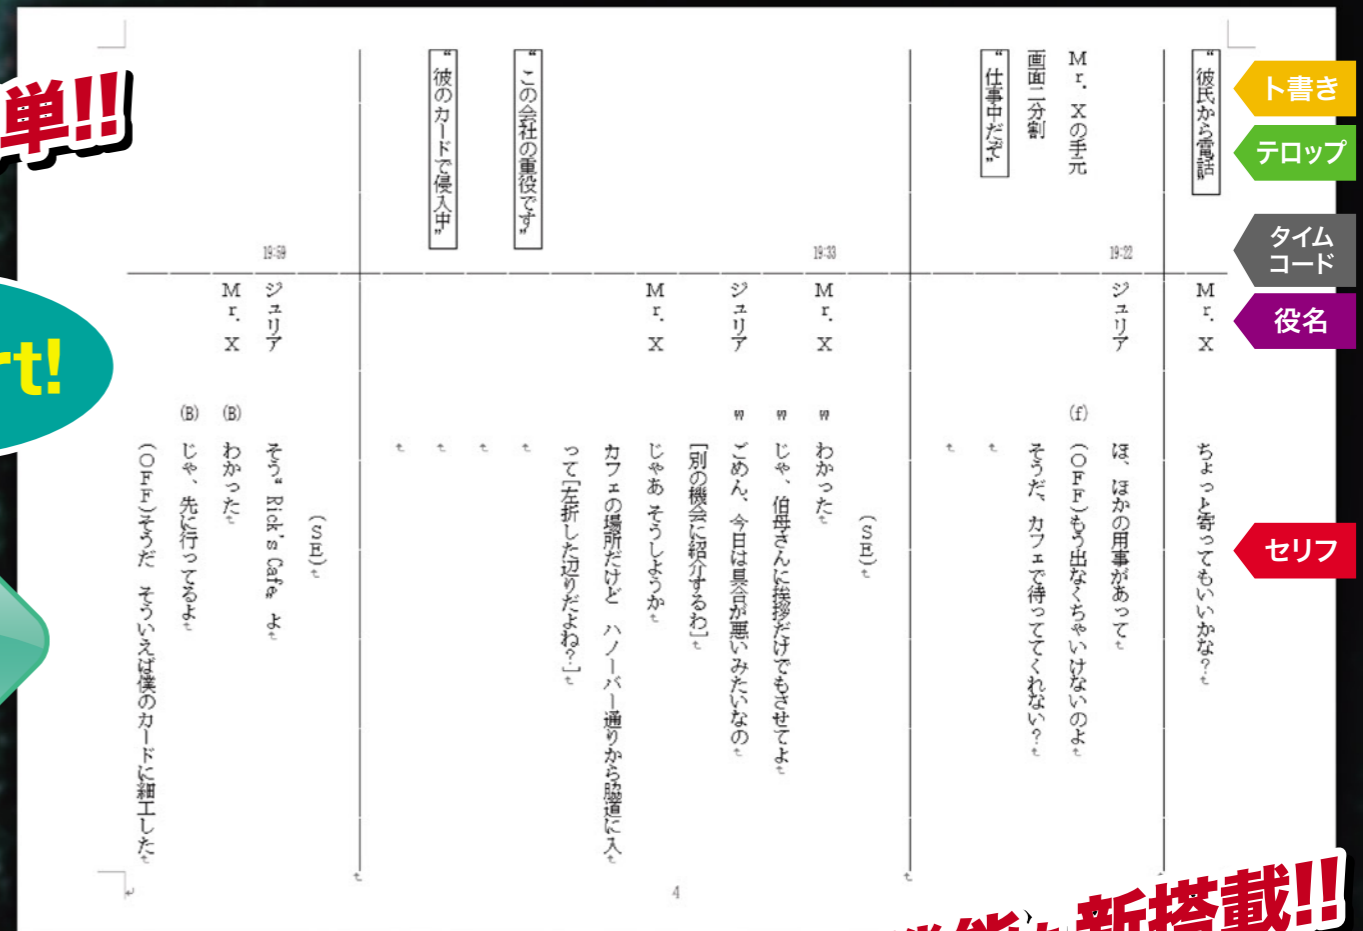 単!!
rt!
ト書き
テロップ
タイム
コード
役名
セリフ
“彼氏から電話”
Mr. X
ちょっと寄ってもいいかな?
19:22
ジュリア
ほ、ほかの用事があって
Mr. Xの手元
(f)
(OFF)もう出なくちゃいけないのよ
画面二分割
そうだ、カフェで待っててくれない?
“仕事中だぞ”
(SE)
19:33
Mr. X
w
わかった
w
じゃ、伯母さんに挨拶だけでもさせてよ
ジュリア
w
ごめん、今日は具合が悪いみたいなの
[別の機会に紹介するわ]
Mr. X
じゃあ そうしようか
カフェの場所だけど ハノーバー通りから脇道に入
って[左折した辺りだよね?]
“この会社の重役です”
“彼のカードで侵入中”
(SE)
19:59
ジュリア
そう“Rick's Cafe”よ
Mr. X
(B)
わかった
(B)
じゃ、先に行ってるよ
(OFF)そうだ そういえば僕のカードに細工した
4
新搭載!!